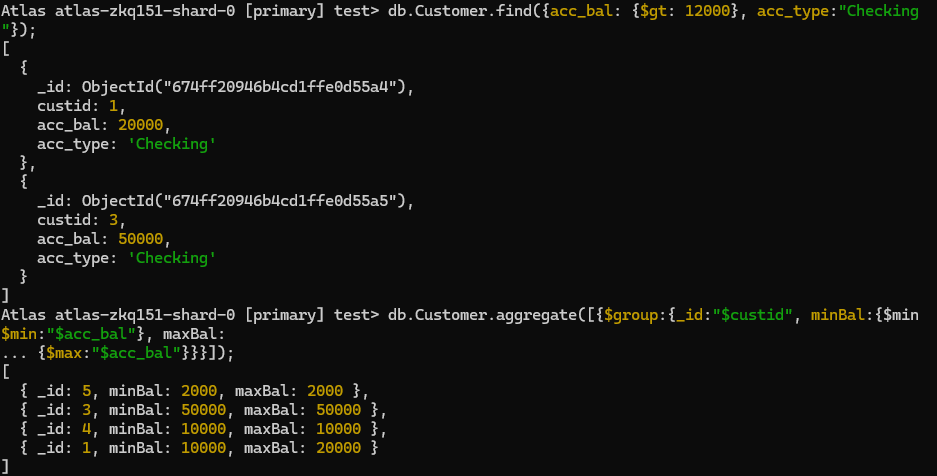 Atlas atlas-zkq151-shard-0 [primary] test> db.Customer.find({acc_bal: {$gt: 12000}, acc_type:"Checking
"});
[
  {
    _id: ObjectId("674ff20946b4cd1ffe0d55a4"),
    custid: 1,
    acc_bal: 20000,
    acc_type: 'Checking'
  },
  {
    _id: ObjectId("674ff20946b4cd1ffe0d55a5"),
    custid: 3,
    acc_bal: 50000,
    acc_type: 'Checking'
  }
]
Atlas atlas-zkq151-shard-0 [primary] test> db.Customer.aggregate([{$group:{_id:"$custid", minBal:{$min
$min:"$acc_bal"}, maxBal:
... {$max:"$acc_bal"}}}]);
[
  { _id: 5, minBal: 2000, maxBal: 2000 },
  { _id: 3, minBal: 50000, maxBal: 50000 },
  { _id: 4, minBal: 10000, maxBal: 10000 },
  { _id: 1, minBal: 10000, maxBal: 20000 }
]